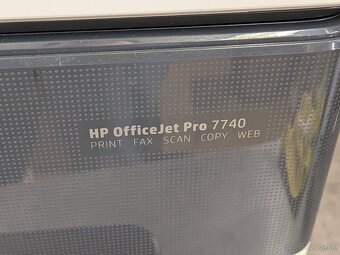 HP OfficeJet Pro 7740
PRINT FAX SCAN COPY WEB